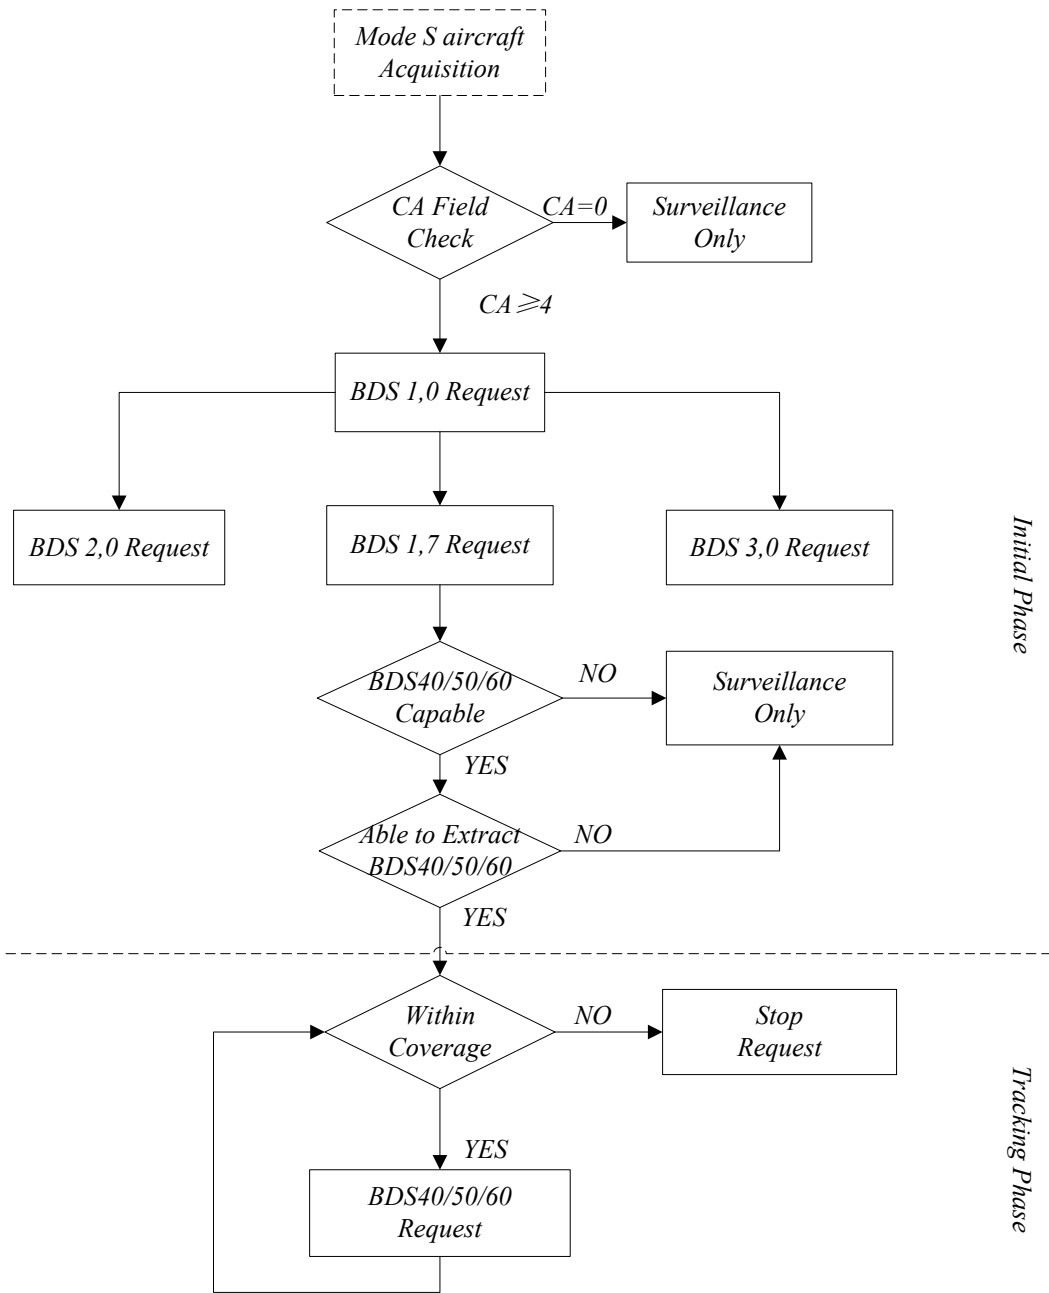 Mode S aircraft
Acquisition
CA Field
Check
CA=0
Surveillance
Only
CA⩾4
BDS 1,0 Request
BDS 2,0 Request
BDS 1,7 Request
BDS 3,0 Request
Initial Phase
BDS40/50/60
Capable
NO
Surveillance
Only
YES
Able to Extract
BDS40/50/60
NO
YES
Within
Coverage
NO
Stop
Request
Tracking Phase
YES
BDS40/50/60
Request